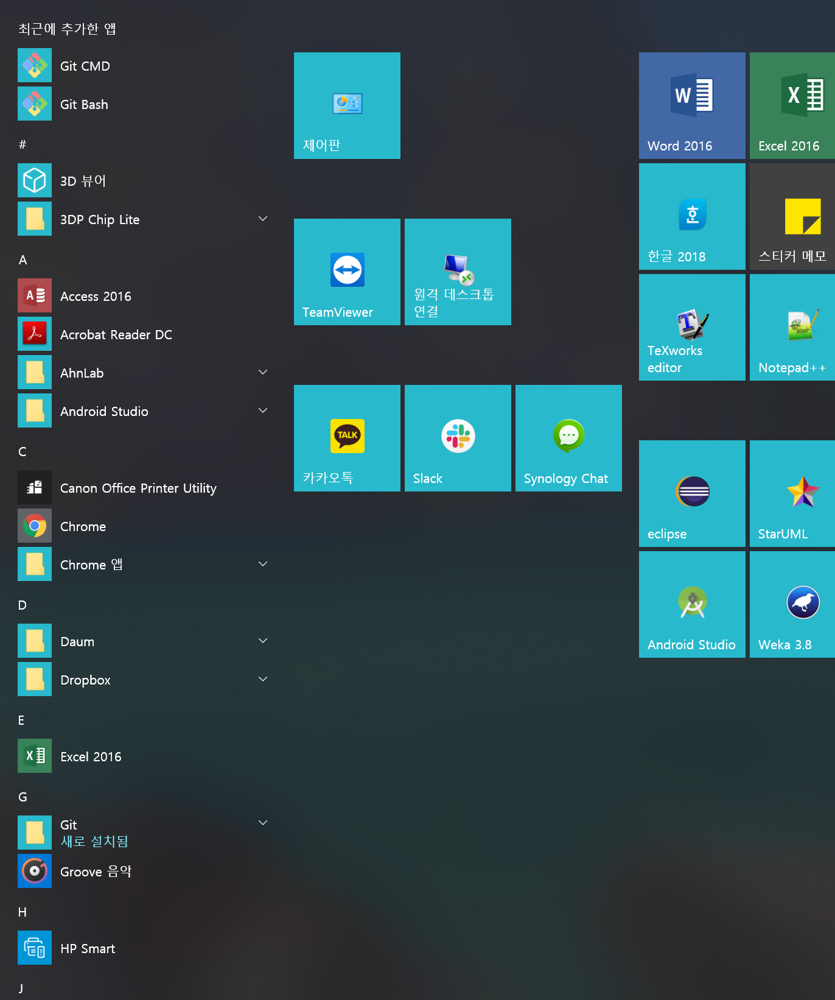 최근에 추가한 앱
Git CMD
Git Bash
#
3D 뷰어
3DP Chip Lite
A
Access 2016
Acrobat Reader DC
AhnLab
Android Studio
C
Canon Office Printer Utility
Chrome
Chrome 앱
D
Daum
Dropbox
E
Excel 2016
G
Git
새로 설치됨
Groove 음악
H
HP Smart
J
제어판
TeamViewer
원격 데스크톱
연결
TALK
카카오톡
Slack
Synology Chat
Word 2016
Excel 2016
한글 2018
스티커 메모
TeXworks
editor
Notepad++
eclipse
StarUML
Android Studio
Weka 3.8